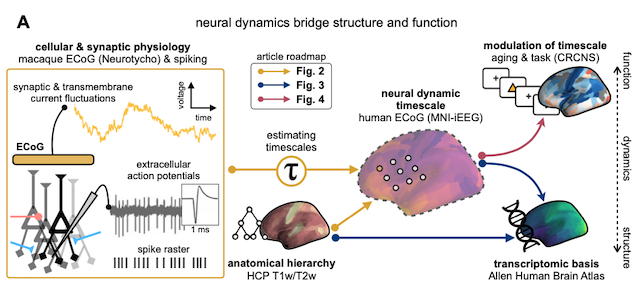 A
neural dynamics bridge structure and function
cellular & synaptic physiology
macaque ECoG (Neurotycho) & spiking
synaptic & transmembrane
current fluctuations
voltage
time
ECoG
extracellular
action potentials
1 ms
spike raster
article roadmap
Fig. 2
Fig. 3
Fig. 4
estimating
timescales
τ
anatomical hierarchy
HCP T1w/T2w
neural dynamic
timescale
human ECoG (MNI-iEEG)
modulation of timescale
aging & task (CRCNS)
+
+
+
transcriptomic basis
Allen Human Brain Atlas
function
dynamics
structure